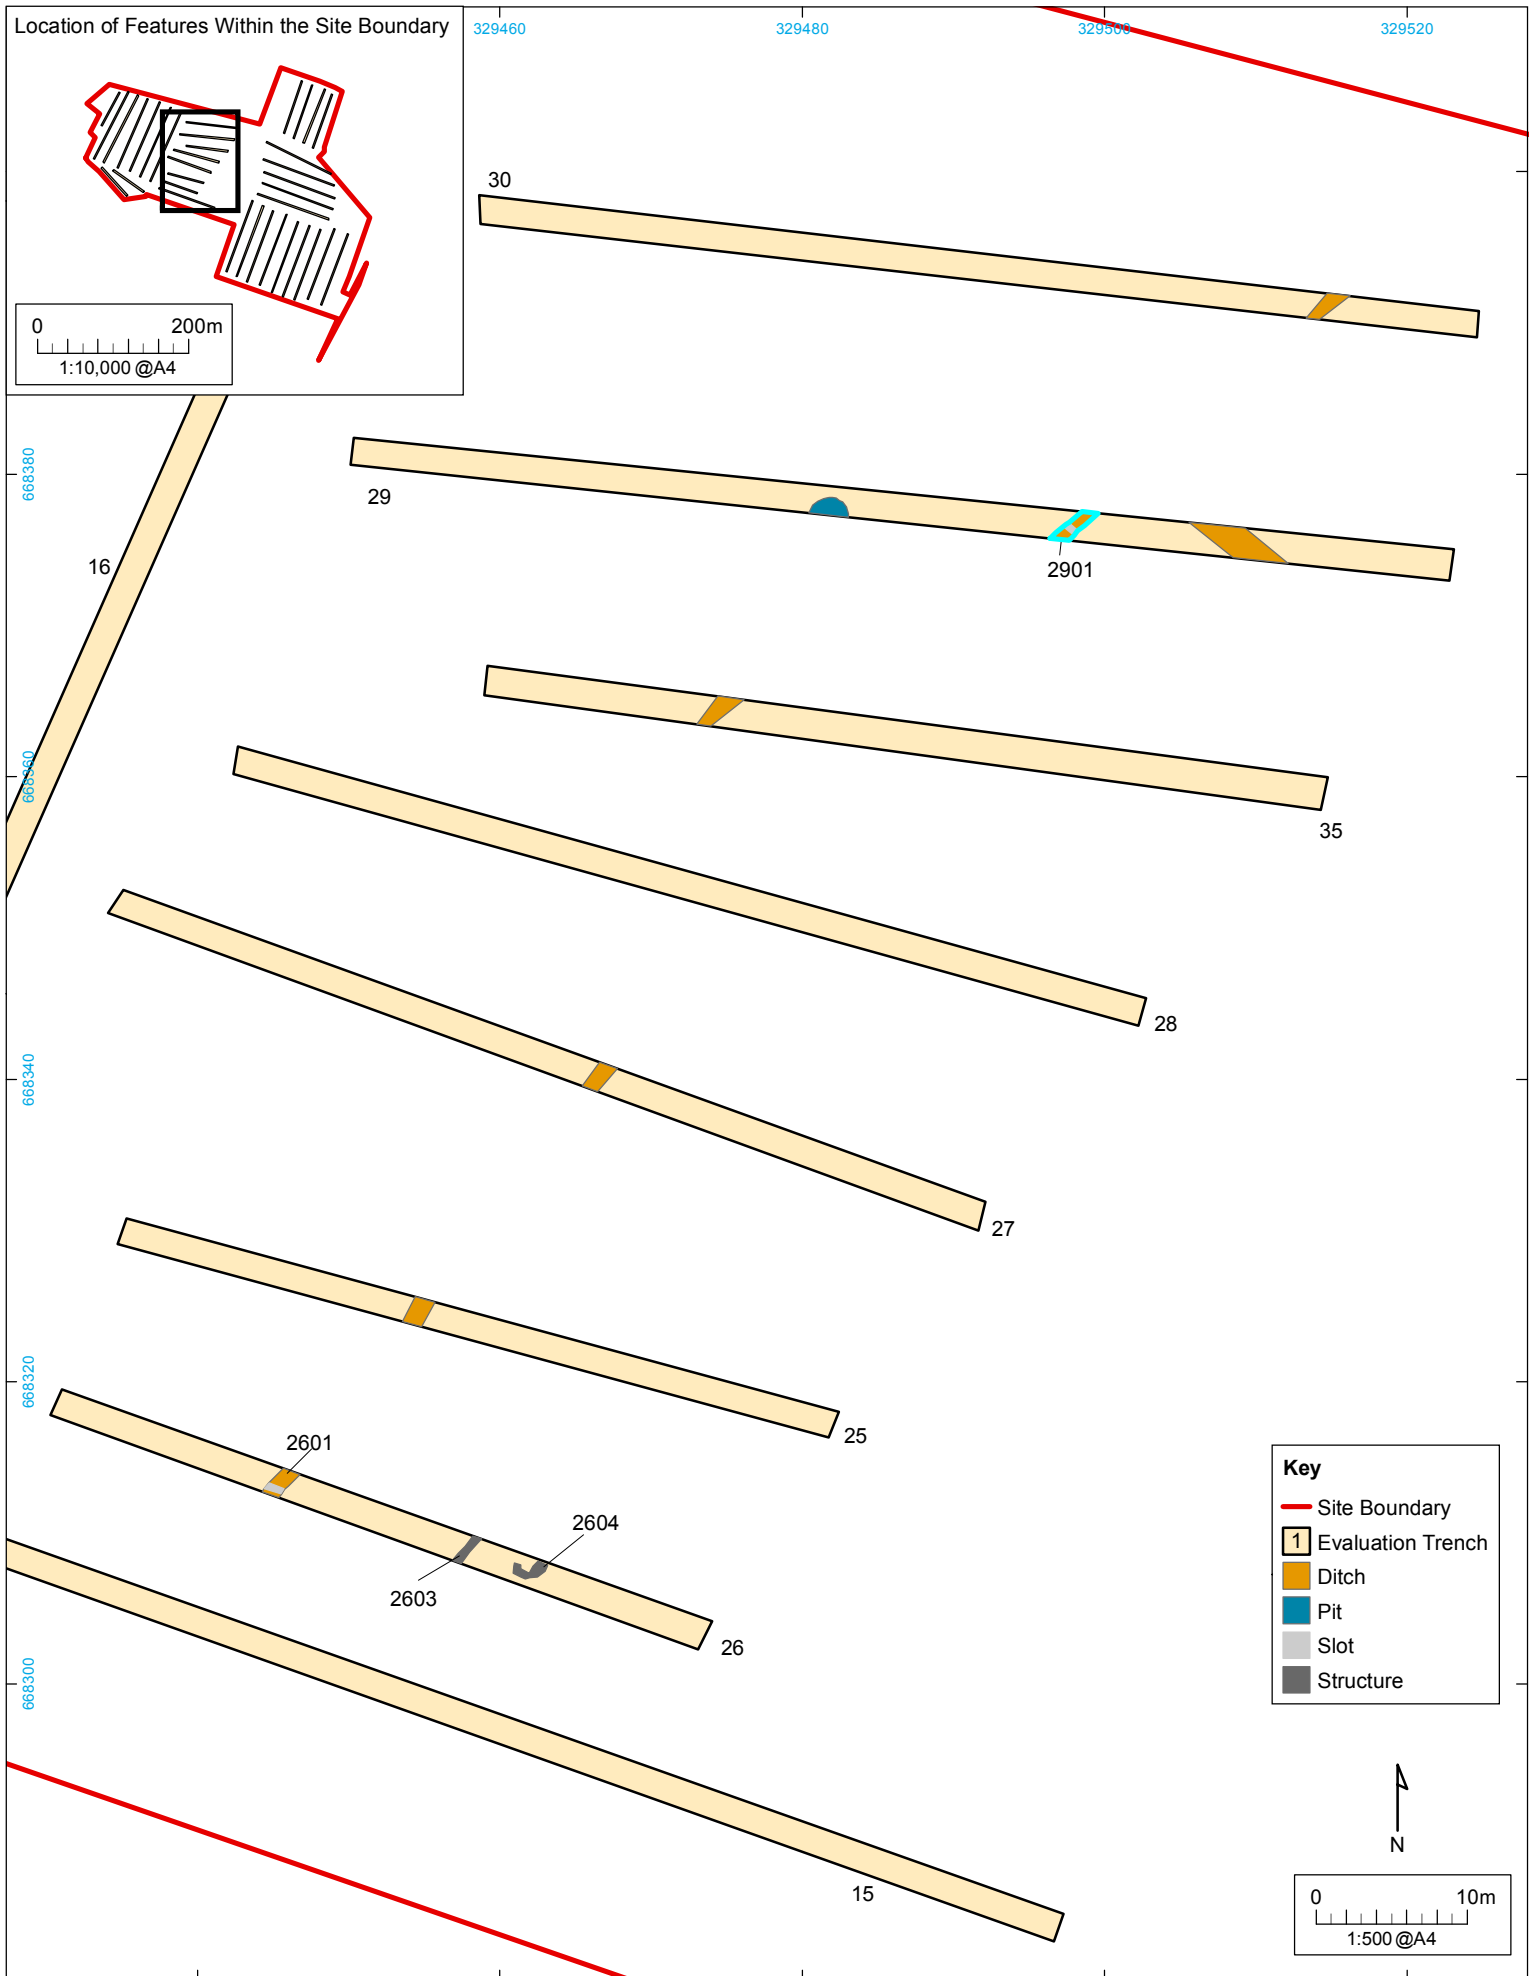 Location of Features Within the Site Boundary
329460
329480
329500
329520
0 200m
1:10,000 @A4
30
668380
29
2901
16
668360
35
28
668340
27
668320
25
2601
2604
2603
26
668300
15
Key
Site Boundary
1 Evaluation Trench
Ditch
Pit
Slot
Structure
N
0 10m
1:500 @A4